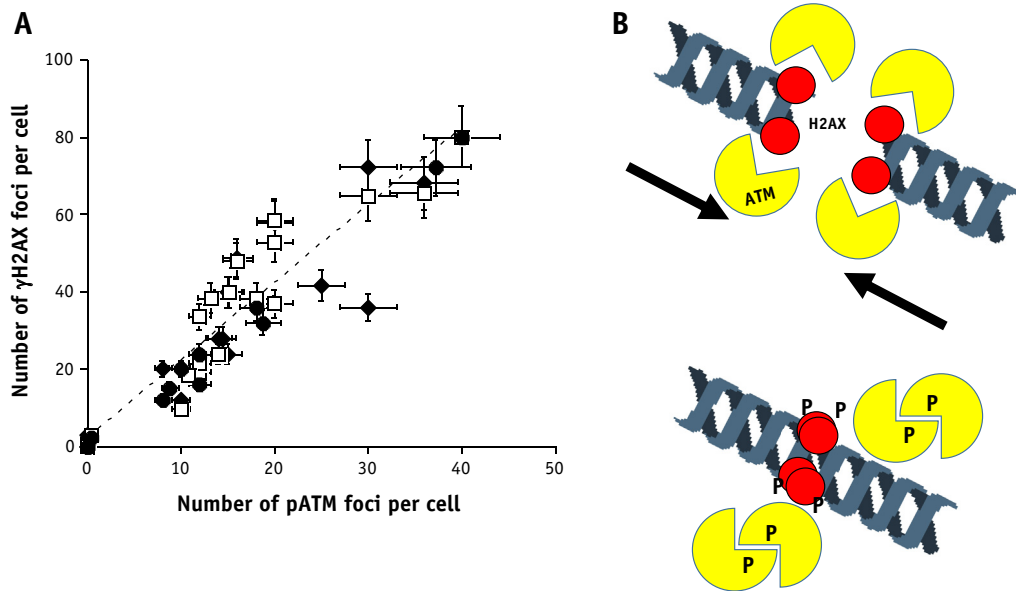 A
Number of γH2AX foci per cell
100
80
60
40
20
0
0
10
20
30
40
50
Number of pATM foci per cell
B
H2AX
ATM
P
P
P
P
P
P
P
P